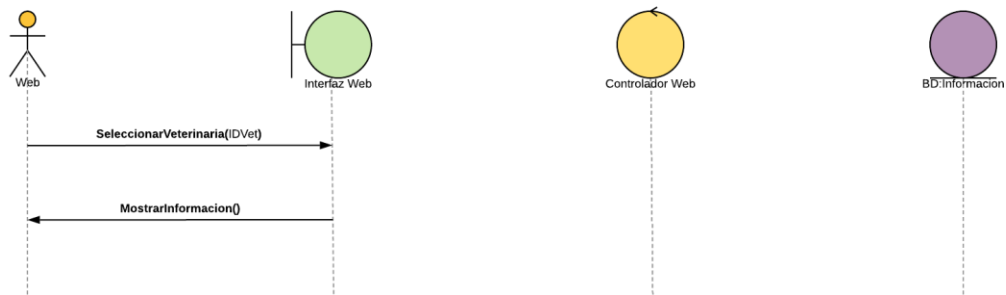 Web
Interfaz Web
Controlador Web
BD:Informacion
SeleccionarVeterinaria(IDVet)
MostrarInformacion()